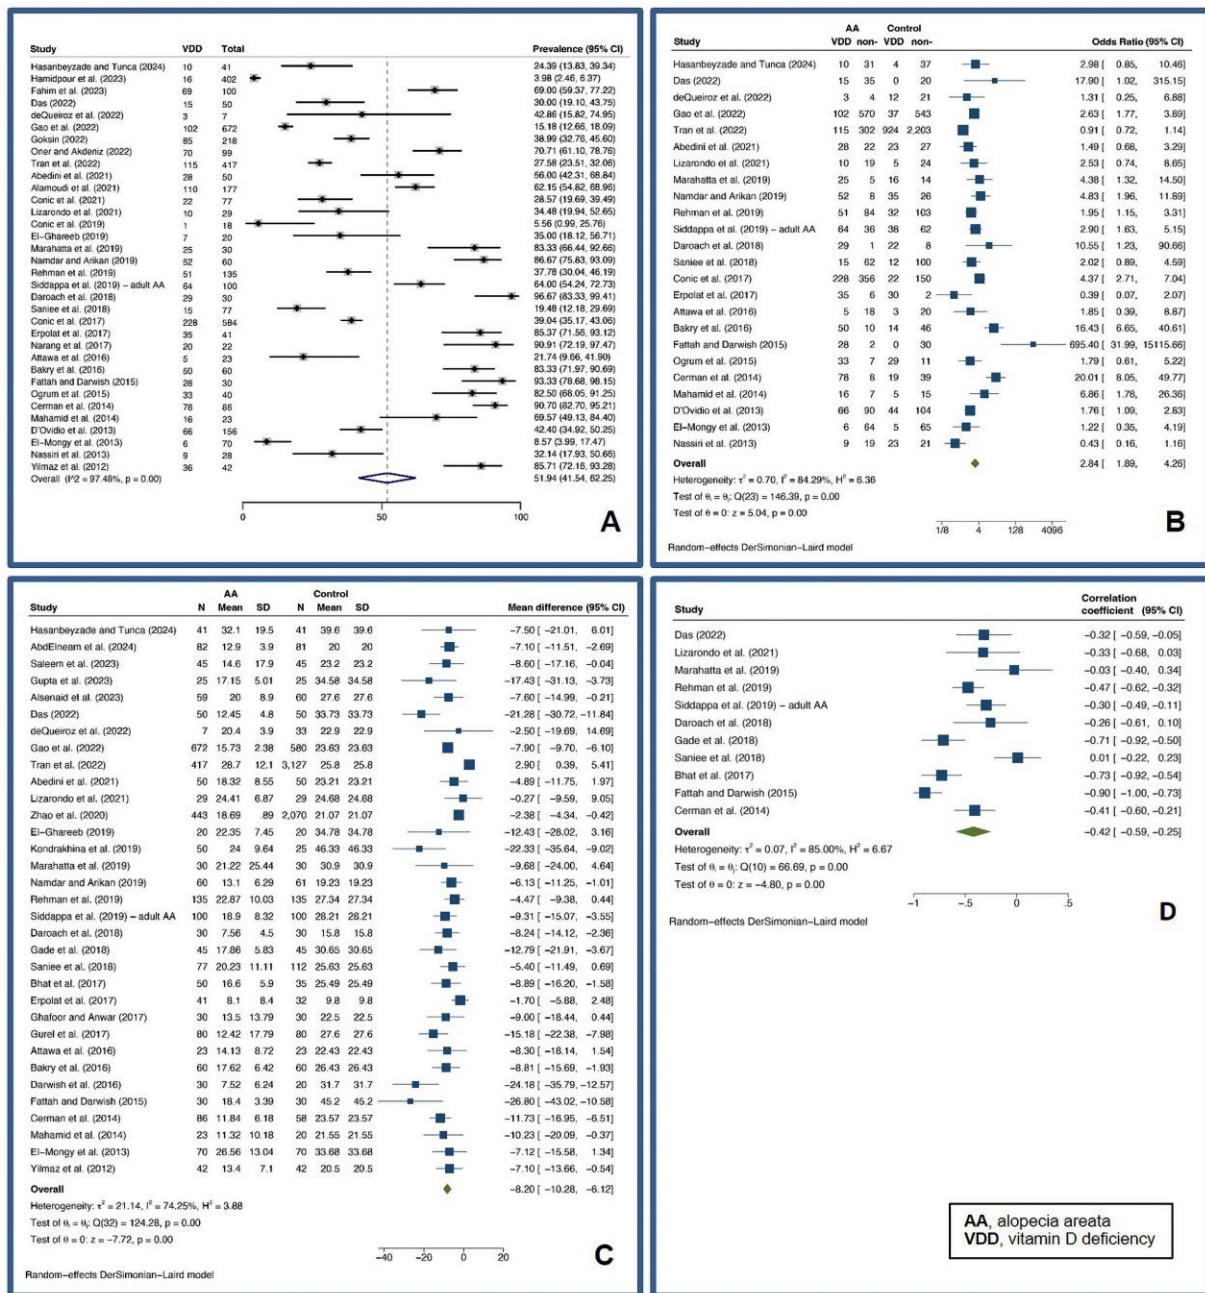 Study VDD Total Prevalence (95% CI)
Hasanbeyzade and Tunca (2024) 10 41 24.39 (13.83, 39.34)
Hamidpour et al. (2023) 16 402 3.98 (2.46, 6.37)
Fahim et al. (2023) 69 100 69.00 (59.37, 77.22)
Das (2022) 15 50 30.00 (19.10, 43.75)
deQueiroz et al. (2022) 3 7 42.86 (15.82, 74.95)
Gao et al. (2022) 102 672 15.18 (12.66, 18.09)
Goksin (2022) 85 218 38.99 (32.76, 45.60)
Oner and Akdeniz (2022) 70 99 70.71 (61.10, 78.76)
Tran et al. (2022) 115 417 27.58 (23.51, 32.06)
Abedini et al. (2021) 28 50 56.00 (42.31, 68.84)
Alamoudi et al. (2021) 110 177 62.15 (54.82, 68.96)
Conic et al. (2021) 22 77 28.57 (19.69, 39.49)
Lizarondo et al. (2021) 10 29 34.48 (19.94, 52.65)
Conic et al. (2019) 1 18 5.56 (0.99, 25.76)
El-Ghareeb (2019) 7 20 35.00 (18.12, 56.71)
Marahatta et al. (2019) 25 30 83.33 (66.44, 92.66)
Namdar and Arikan (2019) 52 60 86.67 (75.83, 93.09)
Rehman et al. (2019) 51 135 37.78 (30.04, 46.19)
Siddappa et al. (2019) – adult AA 64 100 64.00 (54.24, 72.73)
Daroach et al. (2018) 29 30 96.67 (83.33, 99.41)
Saniee et al. (2018) 15 77 19.48 (12.18, 29.69)
Conic et al. (2017) 228 584 39.04 (35.17, 43.06)
Erpolat et al. (2017) 35 41 85.37 (71.56, 93.12)
Narang et al. (2017) 20 22 90.91 (72.19, 97.47)
Attawa et al. (2016) 5 23 21.74 (9.66, 41.90)
Bakry et al. (2016) 50 60 83.33 (71.97, 90.69)
Fattah and Darwish (2015) 28 30 93.33 (78.68, 98.15)
Ogrum et al. (2015) 33 40 82.50 (68.05, 91.25)
Cerman et al. (2014) 78 86 90.70 (82.70, 95.21)
Mahamid et al. (2014) 16 23 69.57 (49.13, 84.40)
D'Ovidio et al. (2013) 66 156 42.40 (34.92, 50.25)
El-Mongy et al. (2013) 6 70 8.57 (3.99, 17.47)
Nassiri et al. (2013) 9 28 32.14 (17.93, 50.66)
Yilmaz et al. (2012) 36 42 85.71 (72.16, 93.28)
Overall (I^2 = 97.48%, p = 0.00) 51.94 (41.54, 62.25)
0 50 100
A
AA Control
Study VDD non- VDD non- Odds Ratio (95% CI)
Hasanbeyzade and Tunca (2024) 10 31 4 37 2.98 [ 0.85, 10.46]
Das (2022) 15 35 0 20 17.90 [ 1.02, 315.15]
deQueiroz et al. (2022) 3 4 12 21 1.31 [ 0.25, 6.88]
Gao et al. (2022) 102 570 37 543 2.63 [ 1.77, 3.89]
Tran et al. (2022) 115 302 924 2,203 0.91 [ 0.72, 1.14]
Abedini et al. (2021) 28 22 23 27 1.49 [ 0.68, 3.29]
Lizarondo et al. (2021) 10 19 5 24 2.53 [ 0.74, 8.65]
Marahatta et al. (2019) 25 5 16 14 4.38 [ 1.32, 14.50]
Namdar and Arikan (2019) 52 8 35 26 4.83 [ 1.96, 11.89]
Rehman et al. (2019) 51 84 32 103 1.95 [ 1.15, 3.31]
Siddappa et al. (2019) – adult AA 64 36 38 62 2.90 [ 1.63, 5.15]
Daroach et al. (2018) 29 1 22 8 10.55 [ 1.23, 90.66]
Saniee et al. (2018) 15 62 12 100 2.02 [ 0.89, 4.59]
Conic et al. (2017) 228 356 22 150 4.37 [ 2.71, 7.04]
Erpolat et al. (2017) 35 6 30 2 0.39 [ 0.07, 2.07]
Attawa et al. (2016) 5 18 3 20 1.85 [ 0.39, 8.87]
Bakry et al. (2016) 50 10 14 46 16.43 [ 6.65, 40.61]
Fattah and Darwish (2015) 28 2 0 30 695.40 [ 31.99, 15115.66]
Ogrum et al. (2015) 33 7 29 11 1.79 [ 0.61, 5.22]
Cerman et al. (2014) 78 8 19 39 20.01 [ 8.05, 49.77]
Mahamid et al. (2014) 16 7 5 15 6.86 [ 1.78, 26.36]
D'Ovidio et al. (2013) 66 90 44 104 1.76 [ 1.09, 2.83]
El-Mongy et al. (2013) 6 64 5 65 1.22 [ 0.35, 4.19]
Nassiri et al. (2013) 9 19 23 21 0.43 [ 0.16, 1.16]
Overall 2.84 [ 1.89, 4.26]
Heterogeneity: τ² = 0.70, I² = 84.29%, H² = 6.36
Test of θᵢ = θⱼ: Q(23) = 146.39, p = 0.00
Test of θ = 0: z = 5.04, p = 0.00
1/8 4 128 4096
Random-effects DerSimonian-Laird model
B
AA Control
Study N Mean SD N Mean SD Mean difference (95% CI)
Hasanbeyzade and Tunca (2024) 41 32.1 19.5 41 39.6 39.6 −7.50 [ −21.01, 6.01]
AbdElneam et al. (2024) 82 12.9 3.9 81 20 20 −7.10 [ −11.51, −2.69]
Saleem et al. (2023) 45 14.6 17.9 45 23.2 23.2 −8.60 [ −17.16, −0.04]
Gupta et al. (2023) 25 17.15 5.01 25 34.58 34.58 −17.43 [ −31.13, −3.73]
Alsenaid et al. (2023) 59 20 8.9 60 27.6 27.6 −7.60 [ −14.99, −0.21]
Das (2022) 50 12.45 4.8 50 33.73 33.73 −21.28 [ −30.72, −11.84]
deQueiroz et al. (2022) 7 20.4 3.9 33 22.9 22.9 −2.50 [ −19.69, 14.69]
Gao et al. (2022) 672 15.73 2.38 580 23.63 23.63 −7.90 [ −9.70, −6.10]
Tran et al. (2022) 417 28.7 12.1 3,127 25.8 25.8 2.90 [ 0.39, 5.41]
Abedini et al. (2021) 50 18.32 8.55 50 23.21 23.21 −4.89 [ −11.75, 1.97]
Lizarondo et al. (2021) 29 24.41 6.87 29 24.68 24.68 −0.27 [ −9.59, 9.05]
Zhao et al. (2020) 443 18.69 .89 2,070 21.07 21.07 −2.38 [ −4.34, −0.42]
El-Ghareeb (2019) 20 22.35 7.45 20 34.78 34.78 −12.43 [ −28.02, 3.16]
Kondrakhina et al. (2019) 50 24 9.64 25 46.33 46.33 −22.33 [ −35.64, −9.02]
Marahatta et al. (2019) 30 21.22 25.44 30 30.9 30.9 −9.68 [ −24.00, 4.64]
Namdar and Arikan (2019) 60 13.1 6.29 61 19.23 19.23 −6.13 [ −11.25, −1.01]
Rehman et al. (2019) 135 22.87 10.03 135 27.34 27.34 −4.47 [ −9.38, 0.44]
Siddappa et al. (2019) – adult AA 100 18.9 8.32 100 28.21 28.21 −9.31 [ −15.07, −3.55]
Daroach et al. (2018) 30 7.56 4.5 30 15.8 15.8 −8.24 [ −14.12, −2.36]
Gade et al. (2018) 45 17.86 5.83 45 30.65 30.65 −12.79 [ −21.91, −3.67]
Saniee et al. (2018) 77 20.23 11.11 112 25.63 25.63 −5.40 [ −11.49, 0.69]
Bhat et al. (2017) 50 16.6 5.9 35 25.49 25.49 −8.89 [ −16.20, −1.58]
Erpolat et al. (2017) 41 8.1 8.4 32 9.8 9.8 −1.70 [ −5.88, 2.48]
Ghafoor and Anwar (2017) 30 13.5 13.79 30 22.5 22.5 −9.00 [ −18.44, 0.44]
Gurel et al. (2017) 80 12.42 17.79 80 27.6 27.6 −15.18 [ −22.38, −7.98]
Attawa et al. (2016) 23 14.13 8.72 23 22.43 22.43 −8.30 [ −18.14, 1.54]
Bakry et al. (2016) 60 17.62 6.42 60 26.43 26.43 −8.81 [ −15.69, −1.93]
Darwish et al. (2016) 30 7.52 6.24 20 31.7 31.7 −24.18 [ −35.79, −12.57]
Fattah and Darwish (2015) 30 18.4 3.39 30 45.2 45.2 −26.80 [ −43.02, −10.58]
Cerman et al. (2014) 86 11.84 6.18 58 23.57 23.57 −11.73 [ −16.95, −6.51]
Mahamid et al. (2014) 23 11.32 10.18 20 21.55 21.55 −10.23 [ −20.09, −0.37]
El-Mongy et al. (2013) 70 26.56 13.04 70 33.68 33.68 −7.12 [ −15.58, 1.34]
Yilmaz et al. (2012) 42 13.4 7.1 42 20.5 20.5 −7.10 [ −13.66, −0.54]
Overall −8.20 [ −10.28, −6.12]
Heterogeneity: τ² = 21.14, I² = 74.25%, H² = 3.88
Test of θᵢ = θⱼ: Q(32) = 124.28, p = 0.00
Test of θ = 0: z = −7.72, p = 0.00
−40 −20 0 20
Random-effects DerSimonian-Laird model
C
Correlation
Study coefficient (95% CI)
Das (2022) −0.32 [ −0.59, −0.05]
Lizarondo et al. (2021) −0.33 [ −0.68, 0.03]
Marahatta et al. (2019) −0.03 [ −0.40, 0.34]
Rehman et al. (2019) −0.47 [ −0.62, −0.32]
Siddappa et al. (2019) – adult AA −0.30 [ −0.49, −0.11]
Daroach et al. (2018) −0.26 [ −0.61, 0.10]
Gade et al. (2018) −0.71 [ −0.92, −0.50]
Saniee et al. (2018) 0.01 [ −0.22, 0.23]
Bhat et al. (2017) −0.73 [ −0.92, −0.54]
Fattah and Darwish (2015) −0.90 [ −1.00, −0.73]
Cerman et al. (2014) −0.41 [ −0.60, −0.21]
Overall −0.42 [ −0.59, −0.25]
Heterogeneity: τ² = 0.07, I² = 85.00%, H² = 6.67
Test of θᵢ = θⱼ: Q(10) = 66.69, p = 0.00
Test of θ = 0: z = −4.80, p = 0.00
−1 −.5 0 .5
Random-effects DerSimonian-Laird model
D
AA, alopecia areata
VDD, vitamin D deficiency